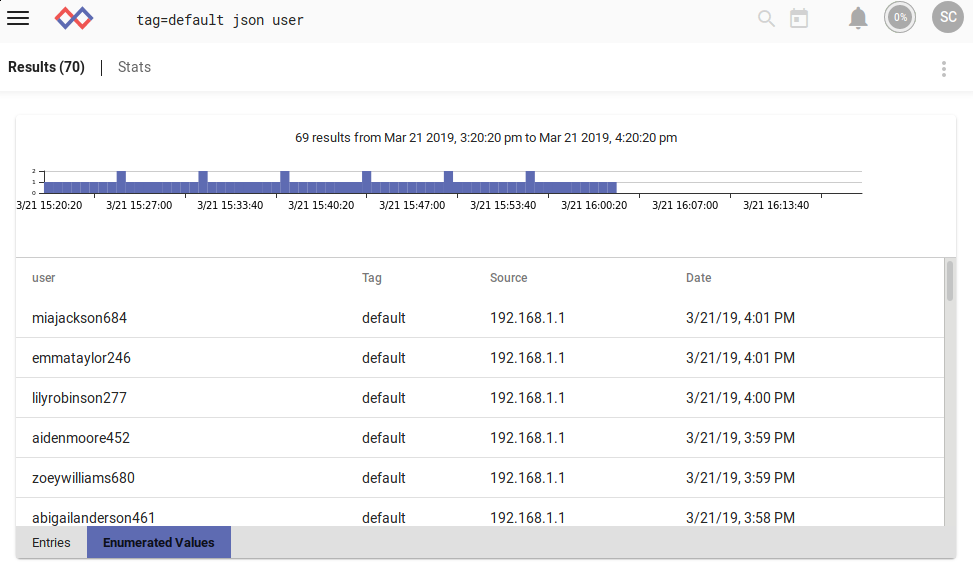 tag=default json user
0%
SC
Results (70) | Stats
69 results from Mar 21 2019, 3:20:20 pm to Mar 21 2019, 4:20:20 pm
2
1
0
3/21 15:20:20 3/21 15:27:00 3/21 15:33:40 3/21 15:40:20 3/21 15:47:00 3/21 15:53:40 3/21 16:00:20 3/21 16:07:00 3/21 16:13:40
user Tag Source Date
miajackson684 default 192.168.1.1 3/21/19, 4:01 PM
emmataylor246 default 192.168.1.1 3/21/19, 4:01 PM
lilyrobinson277 default 192.168.1.1 3/21/19, 4:00 PM
aidenmoore452 default 192.168.1.1 3/21/19, 3:59 PM
zoeywilliams680 default 192.168.1.1 3/21/19, 3:59 PM
abigailanderson461 default 192.168.1.1 3/21/19, 3:58 PM
Entries Enumerated Values